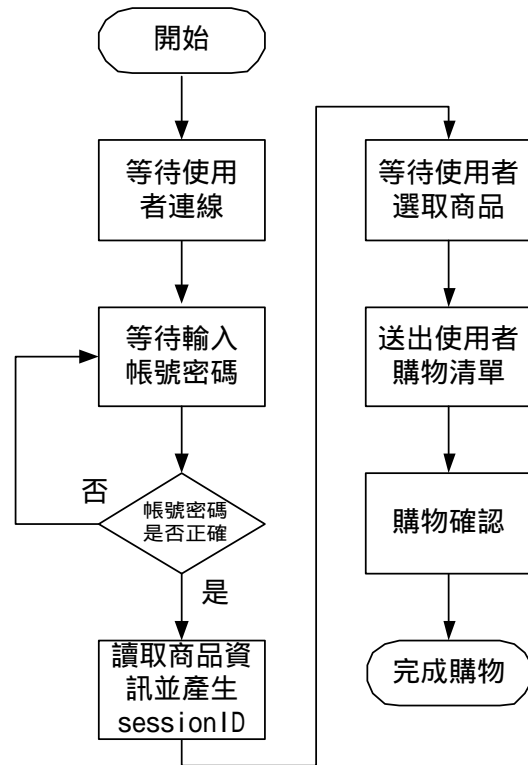 開始
等待使用
者連線
等待輸入
帳號密碼
否
帳號密碼
是否正確
是
讀取商品資
訊並產生
sessionID
等待使用者
選取商品
送出使用者
購物清單
購物確認
完成購物